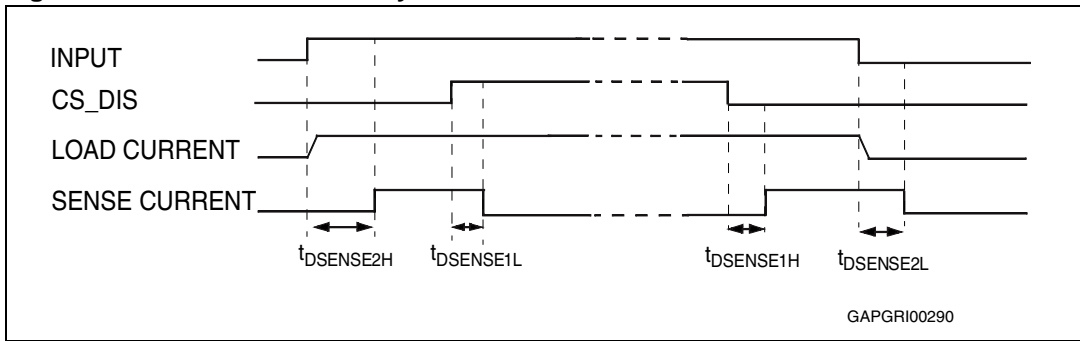 INPUT
CS_DIS
LOAD CURRENT
SENSE CURRENT
tDSENSE2H tDSENSE1L tDSENSE1H tDSENSE2L
GAPGRI00290